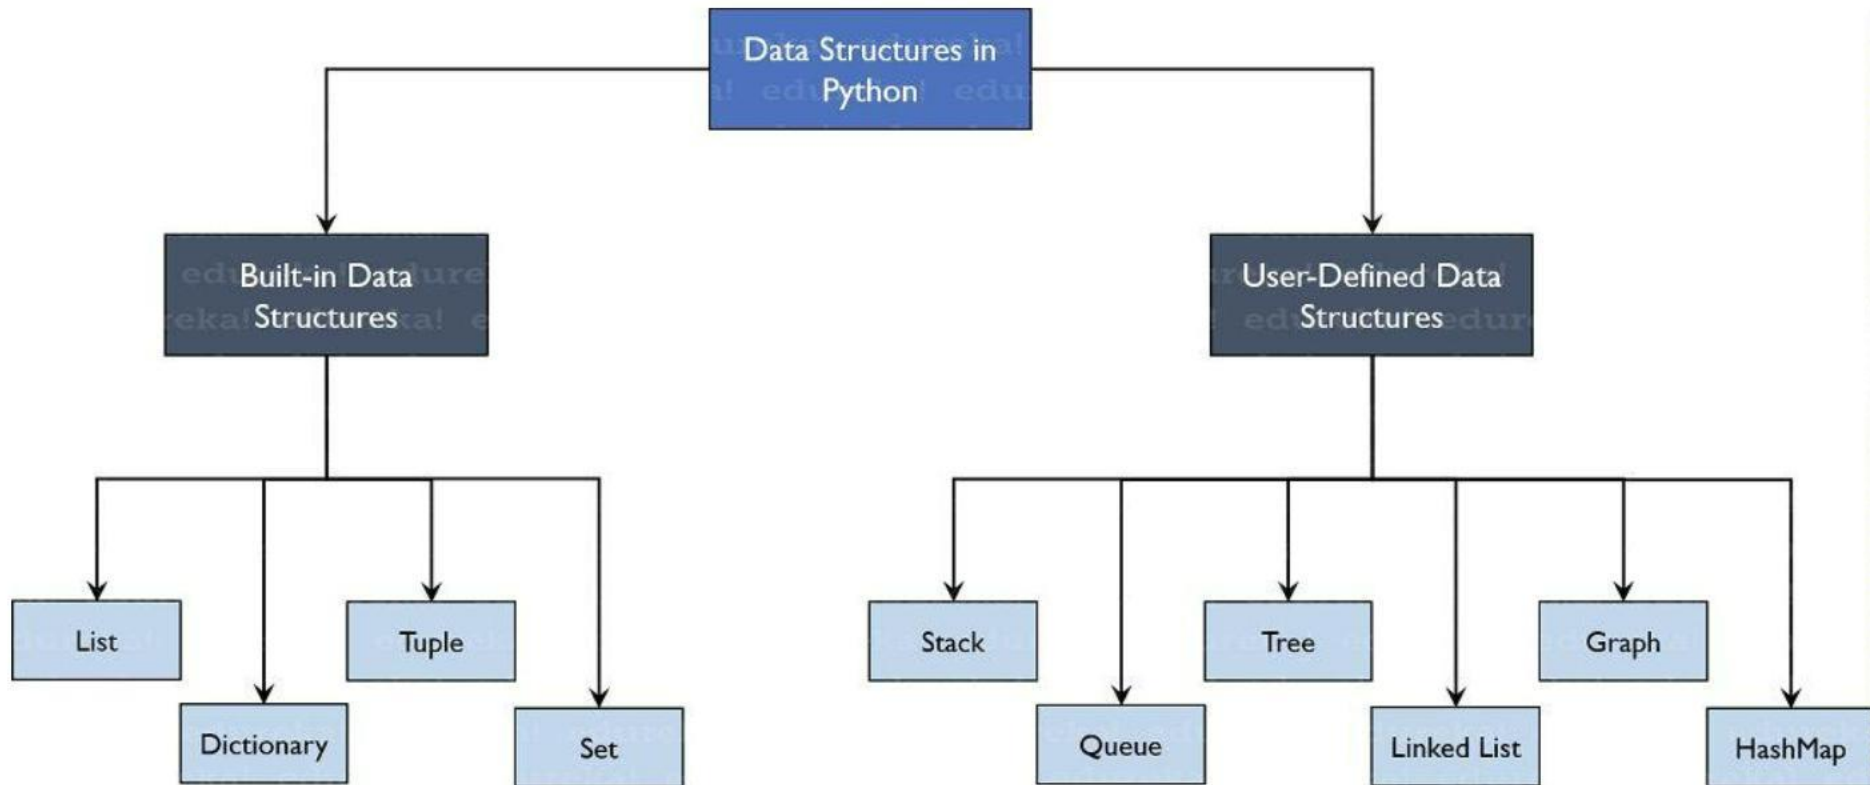 Data Structures in
Python
Built-in Data
Structures
User-Defined Data
Structures
List
Tuple
Stack
Tree
Graph
Dictionary
Set
Queue
Linked List
HashMap